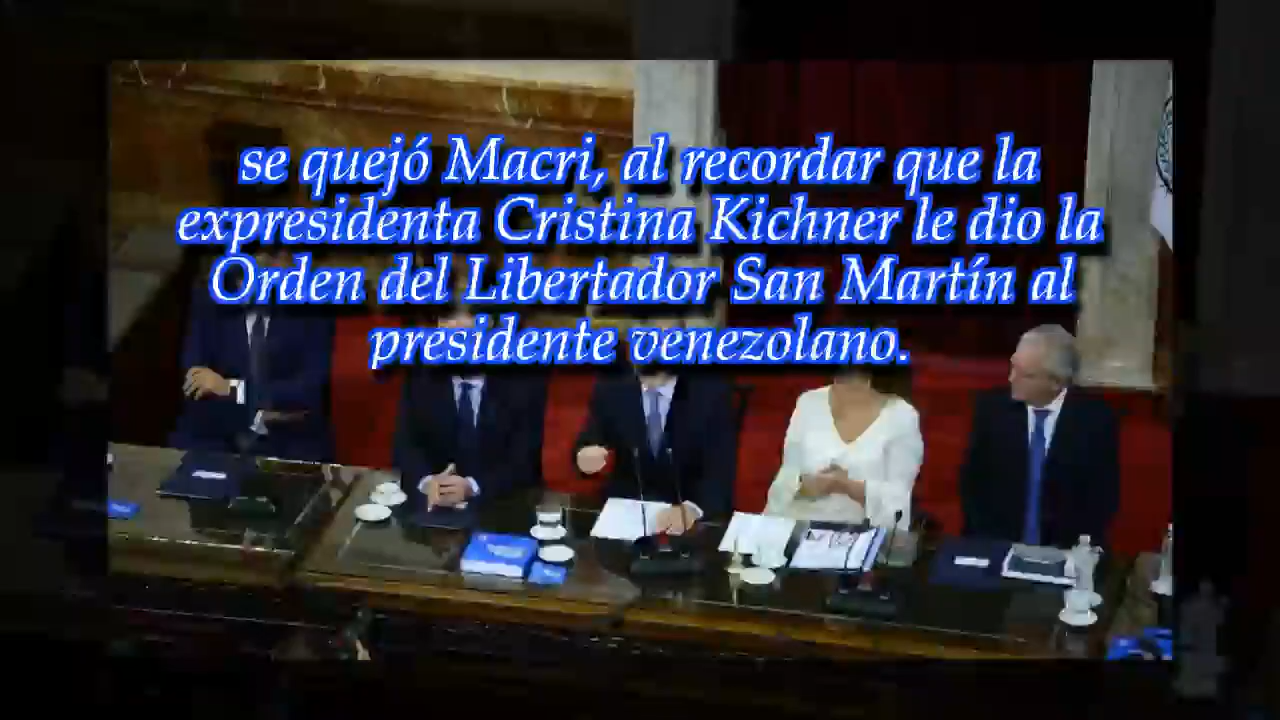 se quejó Macri, al recordar que la
expresidenta Cristina Kichner le dio la
Orden del Libertador San Martín al
presidente venezolano.